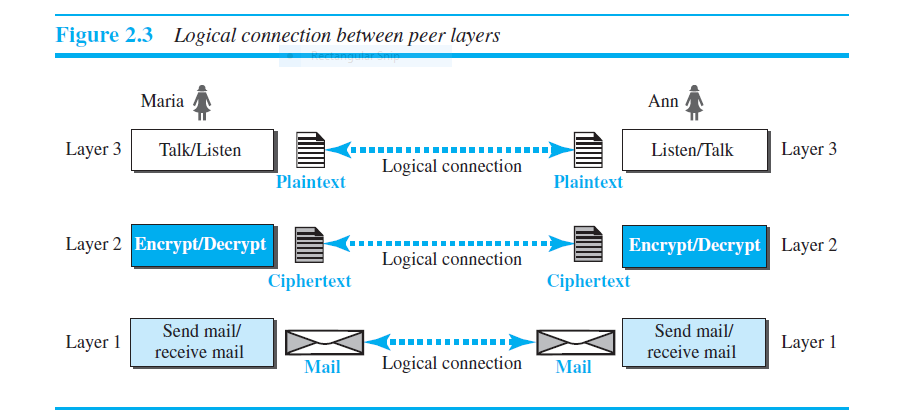 Figure 2.3 Logical connection between peer layers
Rectangular Snip
Maria Ann
Layer 3 Talk/Listen Listen/Talk Layer 3
Logical connection
Plaintext Plaintext
Layer 2 Encrypt/Decrypt Encrypt/Decrypt Layer 2
Logical connection
Ciphertext Ciphertext
Send mail/ Send mail/
Layer 1 Layer 1
receive mail receive mail
Mail Logical connection Mail